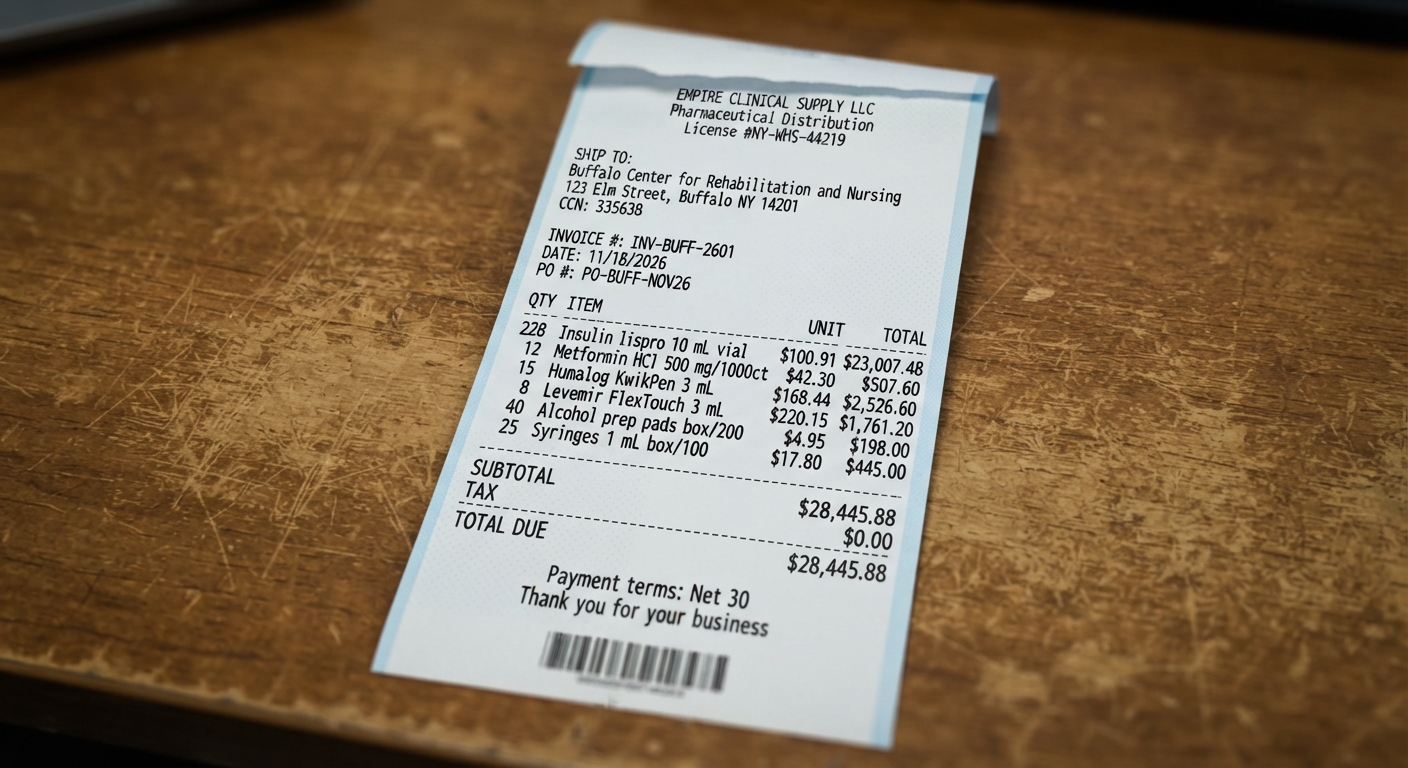 EMPIRE CLINICAL SUPPLY LLC
Pharmaceutical Distribution
License #NY-WHS-44219
SHIP TO:
Buffalo Center for Rehabilitation and Nursing
123 Elm Street, Buffalo NY 14201
CCN: 335638
INVOICE #: INV-BUFF-2601
DATE: 11/18/2026
PO #: PO-BUFF-NOV26
QTY ITEM UNIT TOTAL
228 Insulin lispro 10 mL vial $100.91 $23,007.48
12 Metformin HCl 500 mg/1000ct $42.30 $507.60
15 Humalog KwikPen 3 mL $168.44 $2,526.60
8 Levemir FlexTouch 3 mL $220.15 $1,761.20
40 Alcohol prep pads box/200 $4.95 $198.00
25 Syringes 1 mL box/100 $17.80 $445.00
SUBTOTAL $28,445.88
TAX $0.00
TOTAL DUE $28,445.88
Payment terms: Net 30
Thank you for your business